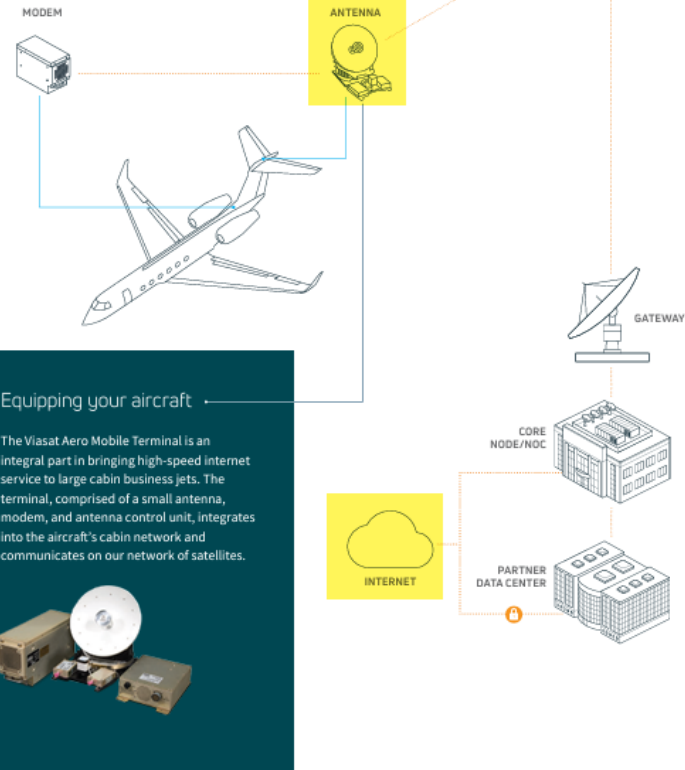 MODEM
ANTENNA
GATEWAY
Equipping your aircraft
The Viasat Aero Mobile Terminal is an
integral part in bringing high-speed internet
service to large cabin business jets. The
terminal, comprised of a small antenna,
modem, and antenna control unit, integrates
into the aircraft's cabin network and
communicates on our network of satellites.
CORE
NODE/NOC
INTERNET
PARTNER
DATA CENTER